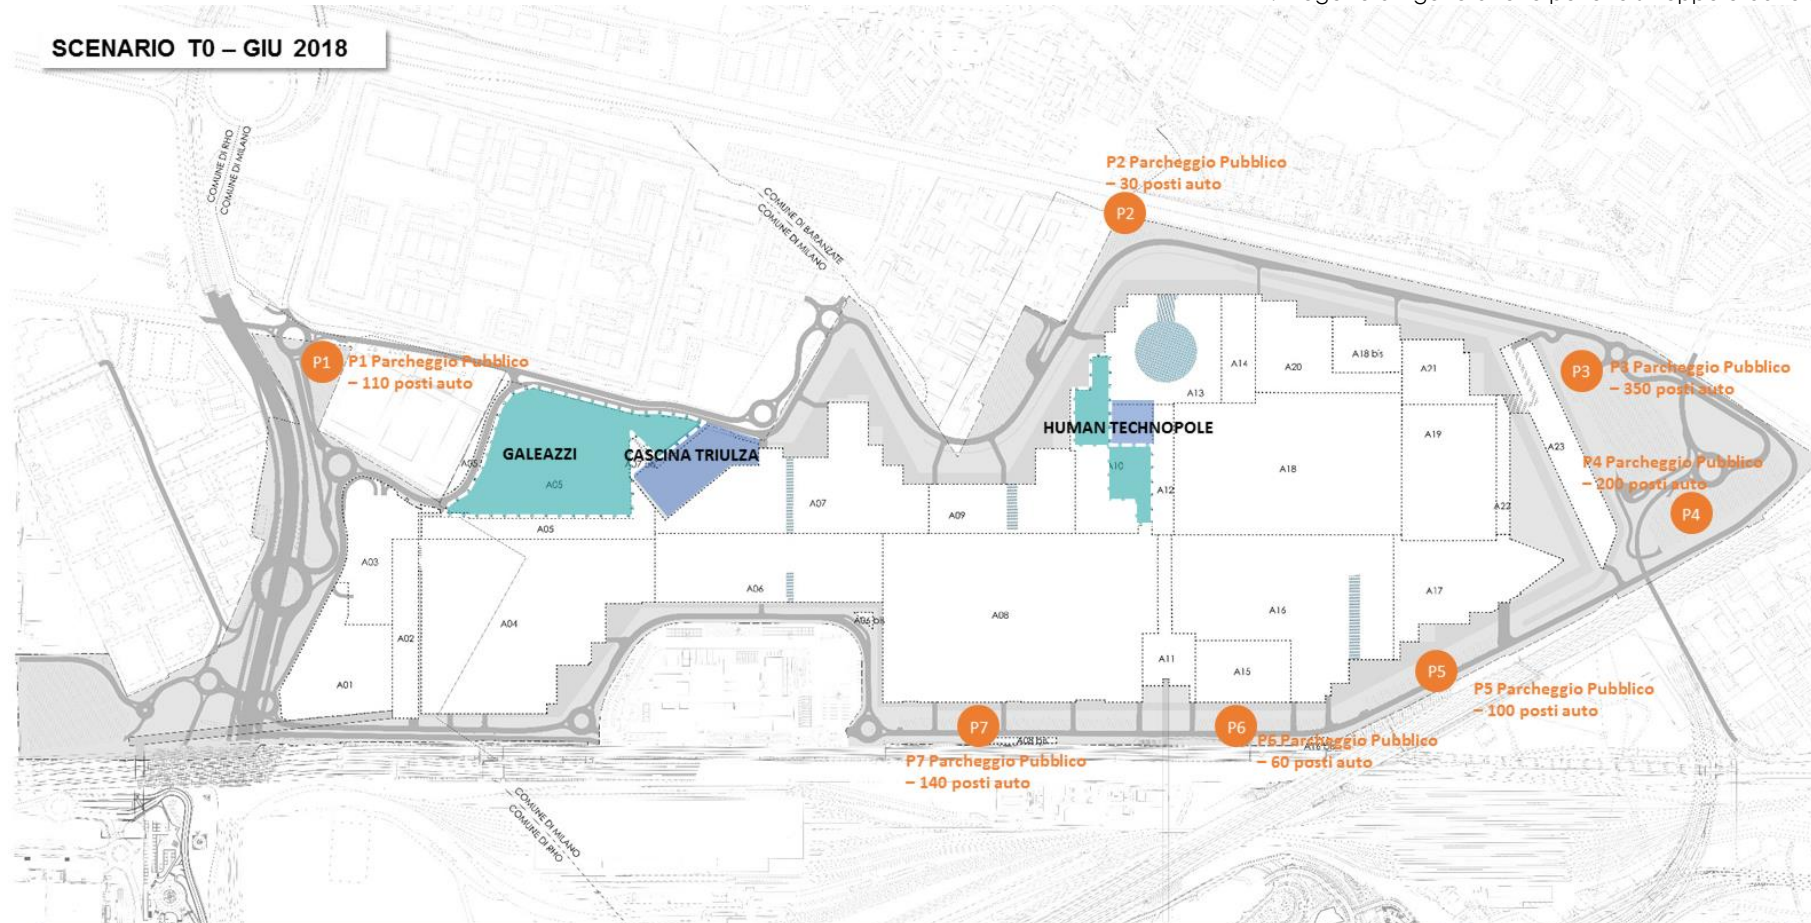 SCENARIO T0 – GIU 2018
COMUNE DI RHO
COMUNE DI MILANO
COMUNE DI BARANZATE
COMUNE DI MILANO
P2 Parcheggio Pubblico
– 30 posti auto
P2
P1
P1 Parcheggio Pubblico
– 110 posti auto
P3
P3 Parcheggio Pubblico
– 350 posti auto
A14
A20
A18 bis
A21
A13
HUMAN TECHNOPOLE
A19
A23
GALEAZZI
CASCINA TRIULZA
A05
A10
A18
P4 Parcheggio Pubblico
– 200 posti auto
P4
A05
A07
A09
A12
A22
A05
A03
A06
A04
A02
A06 bis
A08
A16
A17
A11
A15
A01
P5
P5 Parcheggio Pubblico
– 100 posti auto
P7
A08 bis
P6
P6 Parcheggio Pubblico
– 60 posti auto
P7 Parcheggio Pubblico
– 140 posti auto
COMUNE DI MILANO
COMUNE DI RHO